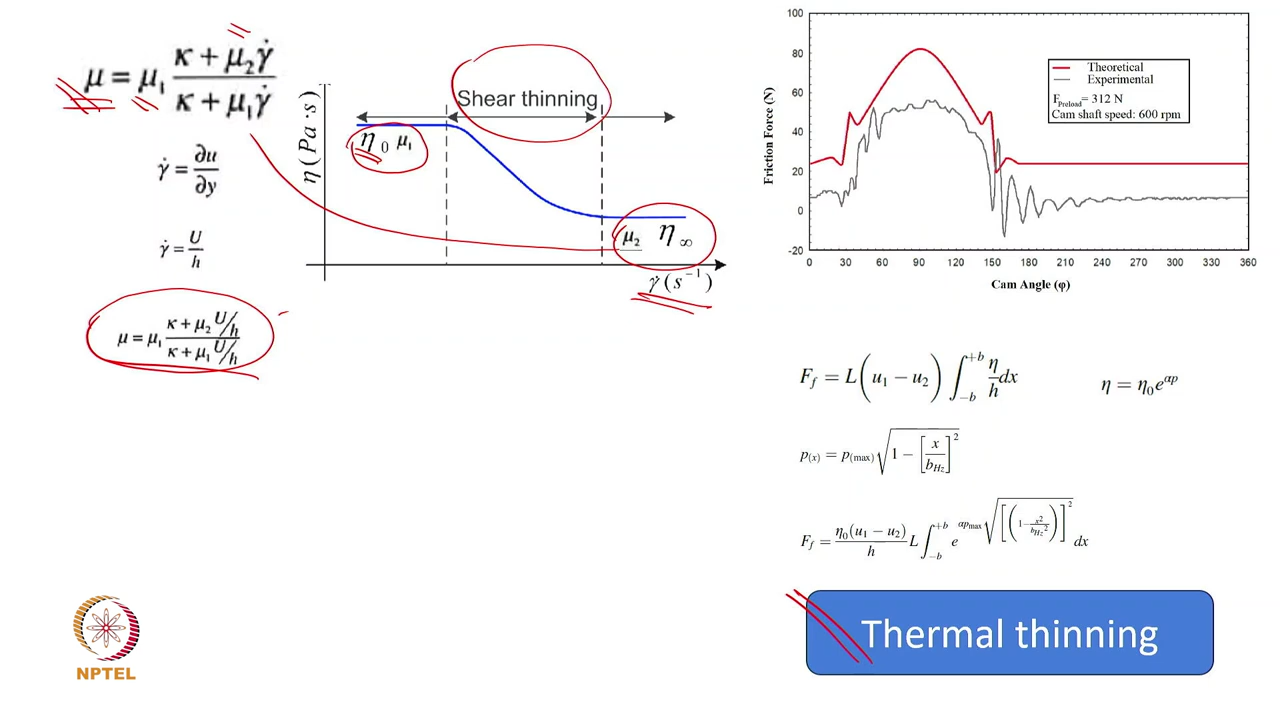 μ = μ₁ (κ + μ₂γ̇) / (κ + μ₁γ̇)
γ̇ = ∂u / ∂y
γ̇ = U / h
μ = μ₁ (κ + μ₂ U/h) / (κ + μ₁ U/h)
η (Pa · s)
Shear thinning
η₀ μ₁
μ₂ η∞
γ̇ (s⁻¹)
Friction Force (N)
100
80
60
40
20
0
-20
Theoretical
Experimental
F_Preload = 312 N
Cam shaft speed: 600 rpm
0 30 60 90 120 150 180 210 240 270 300 330 360
Cam Angle (φ)
F_f = L(u₁ − u₂) ∫₋b⁺ᵇ η/h dx
η = η₀e^{αp}
p_(x) = p_(max) √(1 − [x/b_Hz]²)
F_f = η₀(u₁ − u₂)/h L ∫₋b⁺ᵇ e^{αp_max √([(1 − x²/b_Hz²)]²)} dx
Thermal thinning
NPTEL